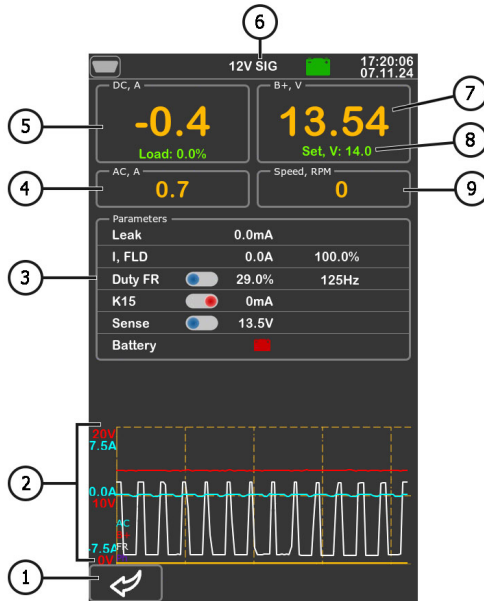 6
12V SIG
17:20:06
07.11.24
DC, A
-0.4
Load: 0.0%
B+, V
13.54
Set, V: 14.0
7
5
8
AC, A
0.7
Speed, RPM
0
4
9
Parameters
Leak 0.0mA
I, FLD 0.0A 100.0%
3
Duty FR 29.0% 125Hz
K15 0mA
Sense 13.5V
Battery
20V
7.5A
2
0.0A
10V
AC
-7.5A
FR
0V
1